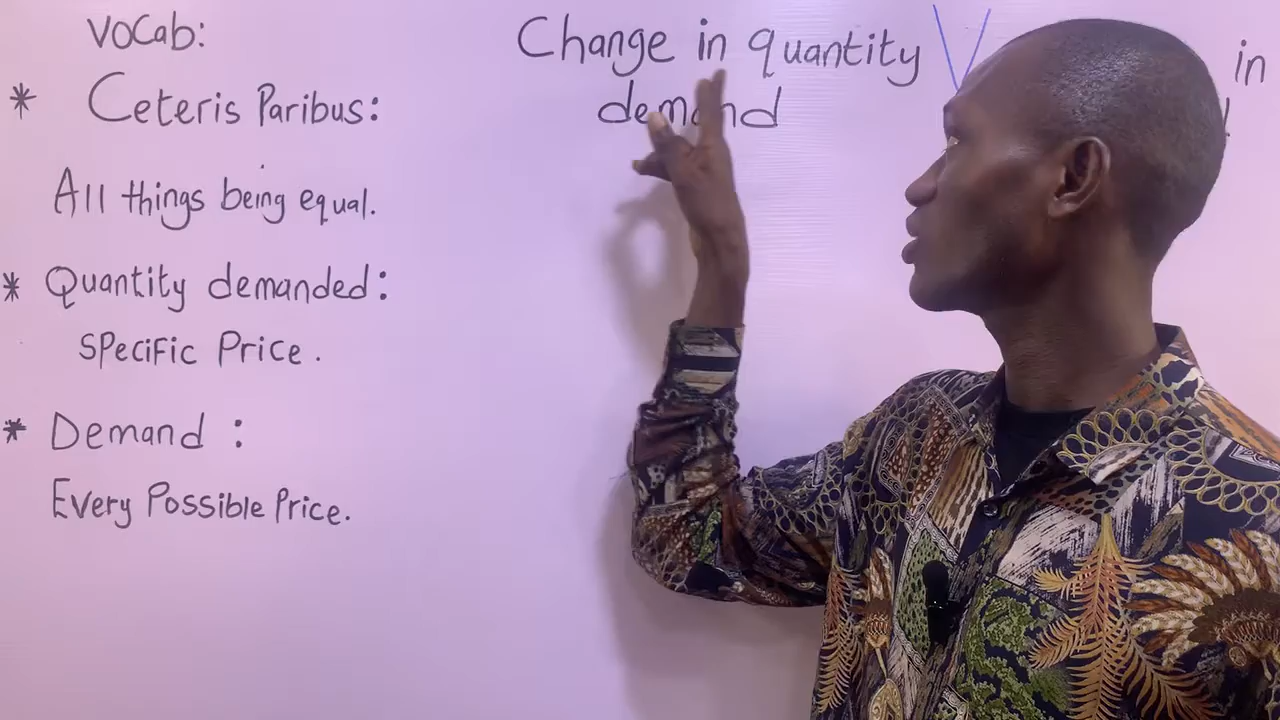 Vocab:
* Ceteris Paribus:
All things being equal.
* Quantity demanded:
Specific Price.
* Demand :
Every Possible Price.
Change in quantity
demand
V
in